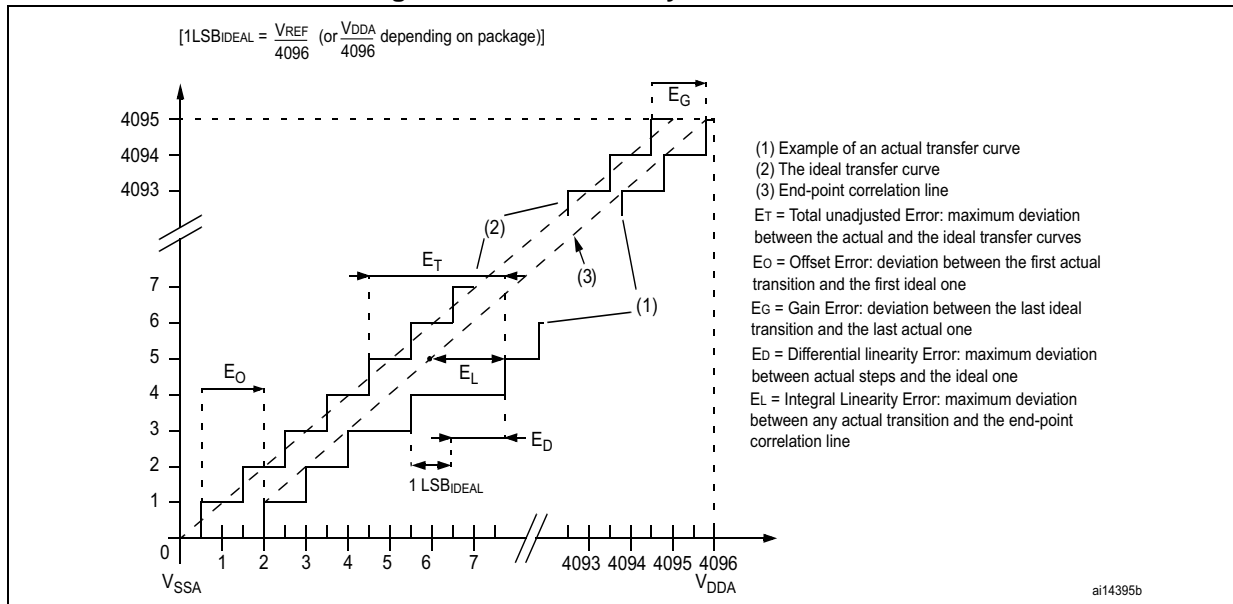 [1LSBIDEAL = VREF/4096 (or VDDA/4096 depending on package)]
EG
4095
4094
4093
(1) Example of an actual transfer curve
(2) The ideal transfer curve
(3) End-point correlation line
ET = Total unadjusted Error: maximum deviation
between the actual and the ideal transfer curves
EO = Offset Error: deviation between the first actual
transition and the first ideal one
EG = Gain Error: deviation between the last ideal
transition and the last actual one
ED = Differential linearity Error: maximum deviation
between actual steps and the ideal one
EL = Integral Linearity Error: maximum deviation
between any actual transition and the end-point
correlation line
(2)
ET
(3)
(1)
7
6
5
4
3
2
1
0
EO
EL
ED
1 LSBIDEAL
1 2 3 4 5 6 7 4093 4094 4095 4096
VSSA
VDDA
ai14395b